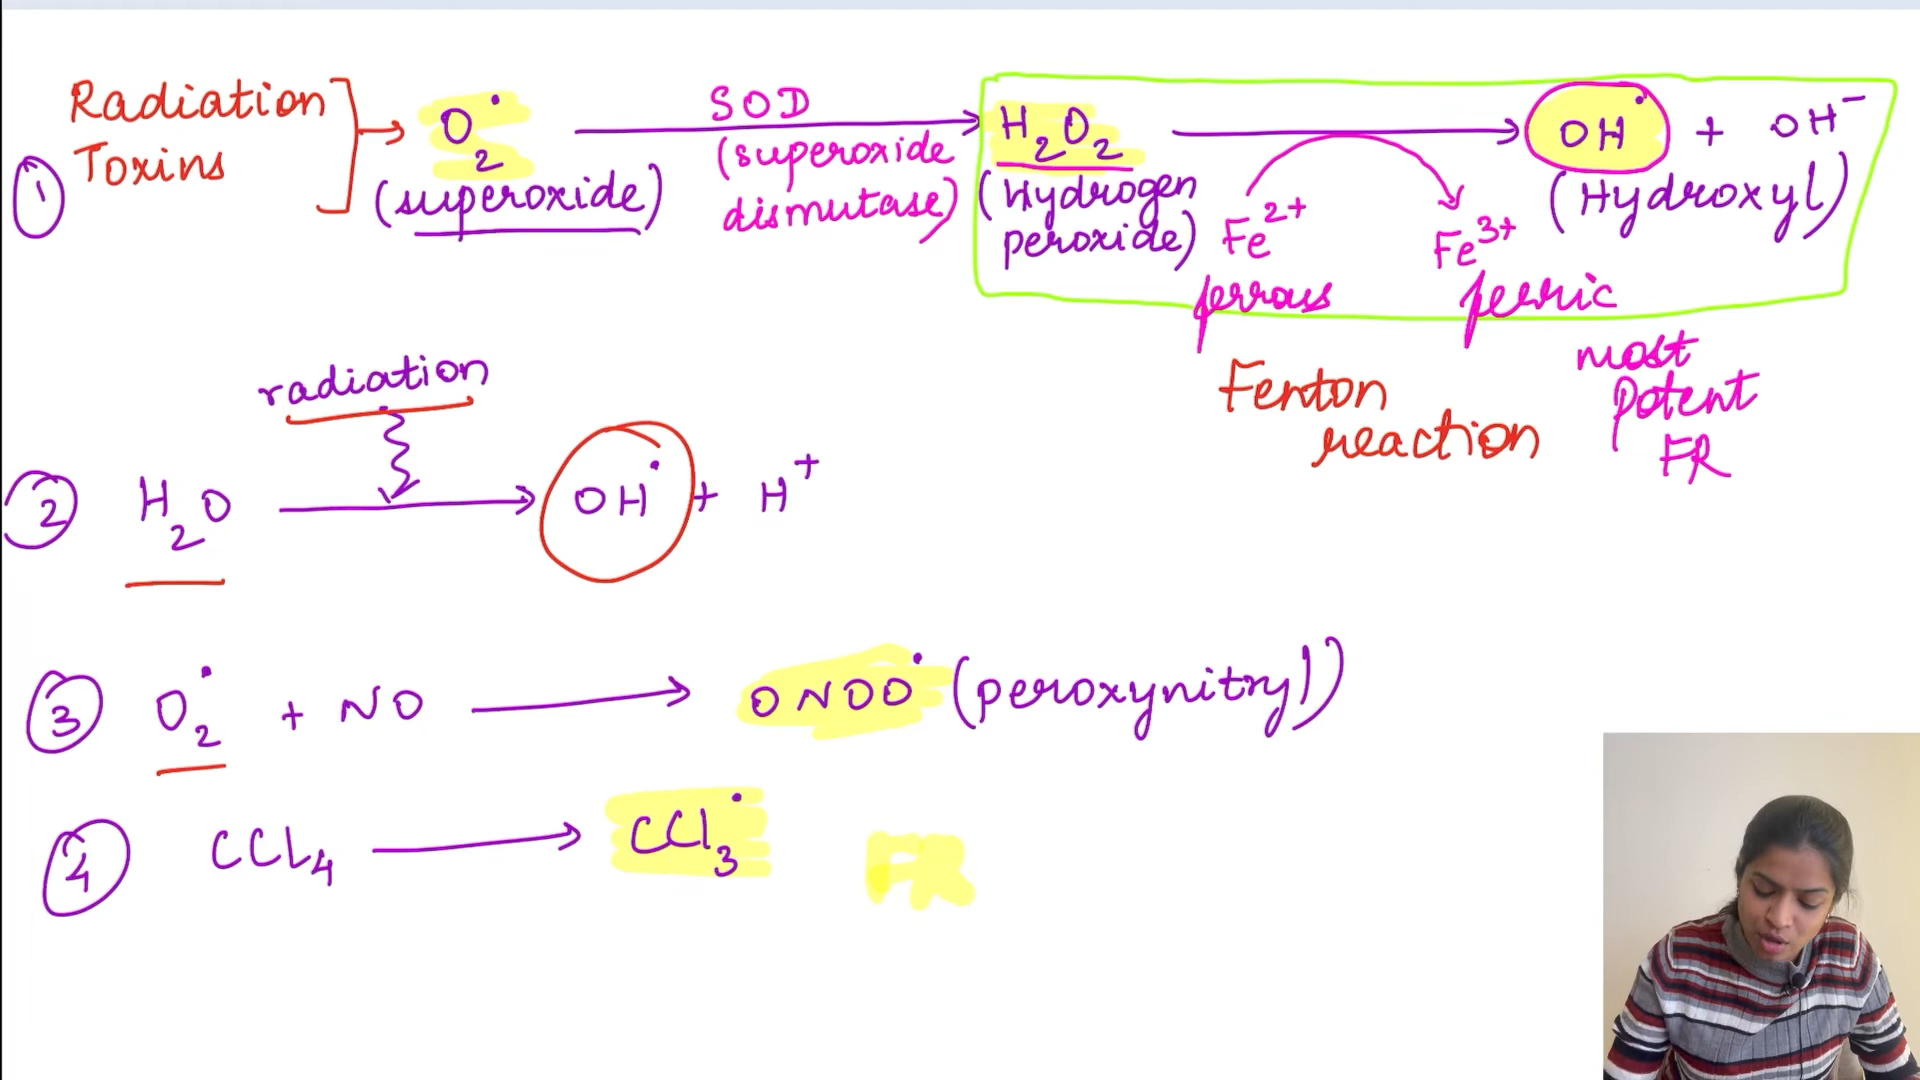 ① Radiation Toxins ] → O₂• (superoxide) → SOD (superoxide dismutase) → H₂O₂ (Hydrogen peroxide) → OH• (Hydroxyl) + OH⁻
Fe²⁺ ferrous Fe³⁺ ferric
Fenton reaction
most Potent FR
radiation
② H₂O → OH• + H⁺
③ O₂• + NO → ONOO• (peroxynitryl)
④ CCl₄ → CCl₃• FR